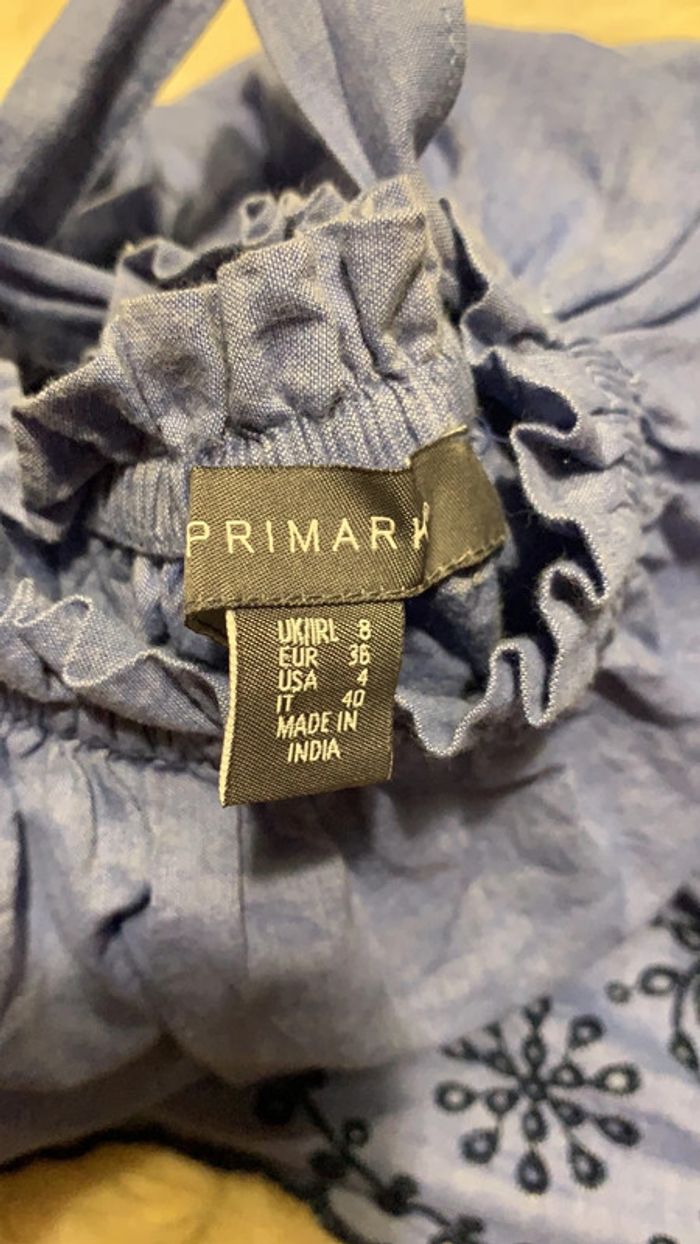 PRIMARK
UK/IRL 8
EUR 36
USA 4
IT 40
MADE IN
INDIA